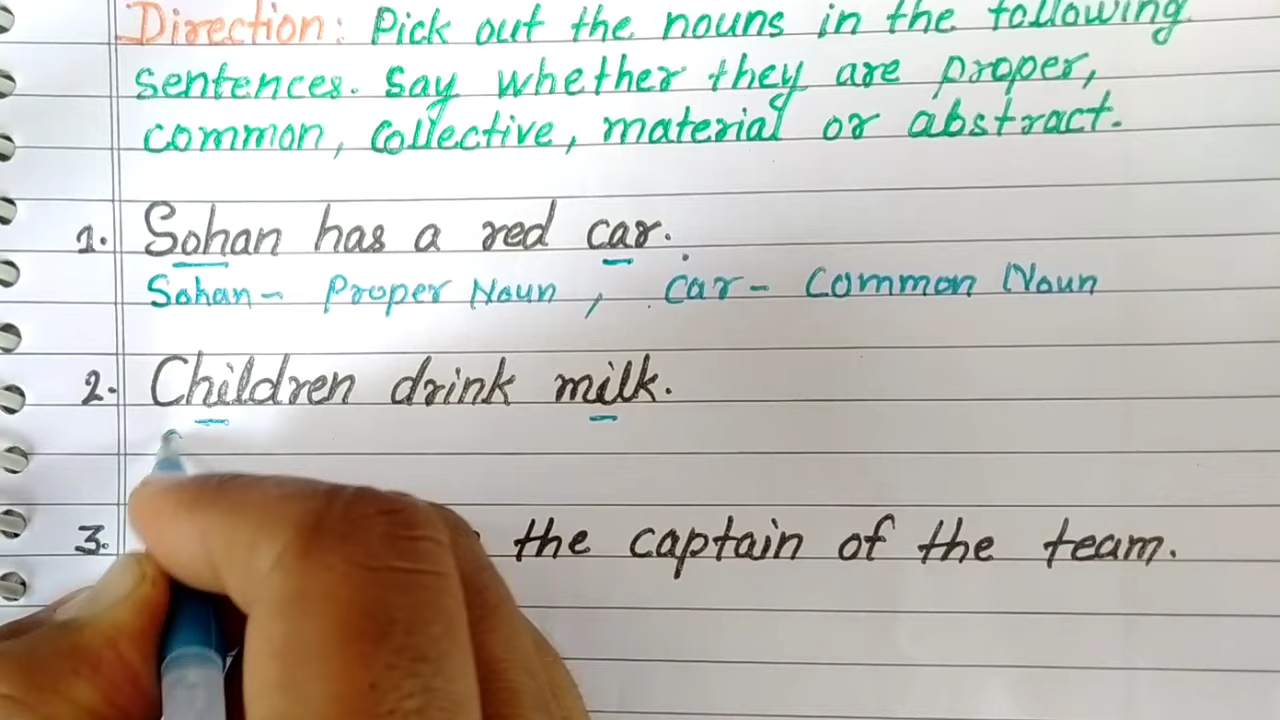 Direction: Pick out the nouns in the following
sentences. Say whether they are proper,
common, collective, material or abstract.
1. Sohan has a red car.
Sohan- Proper Noun , car- Common Noun
2. Children drink milk.
3. the captain of the team.